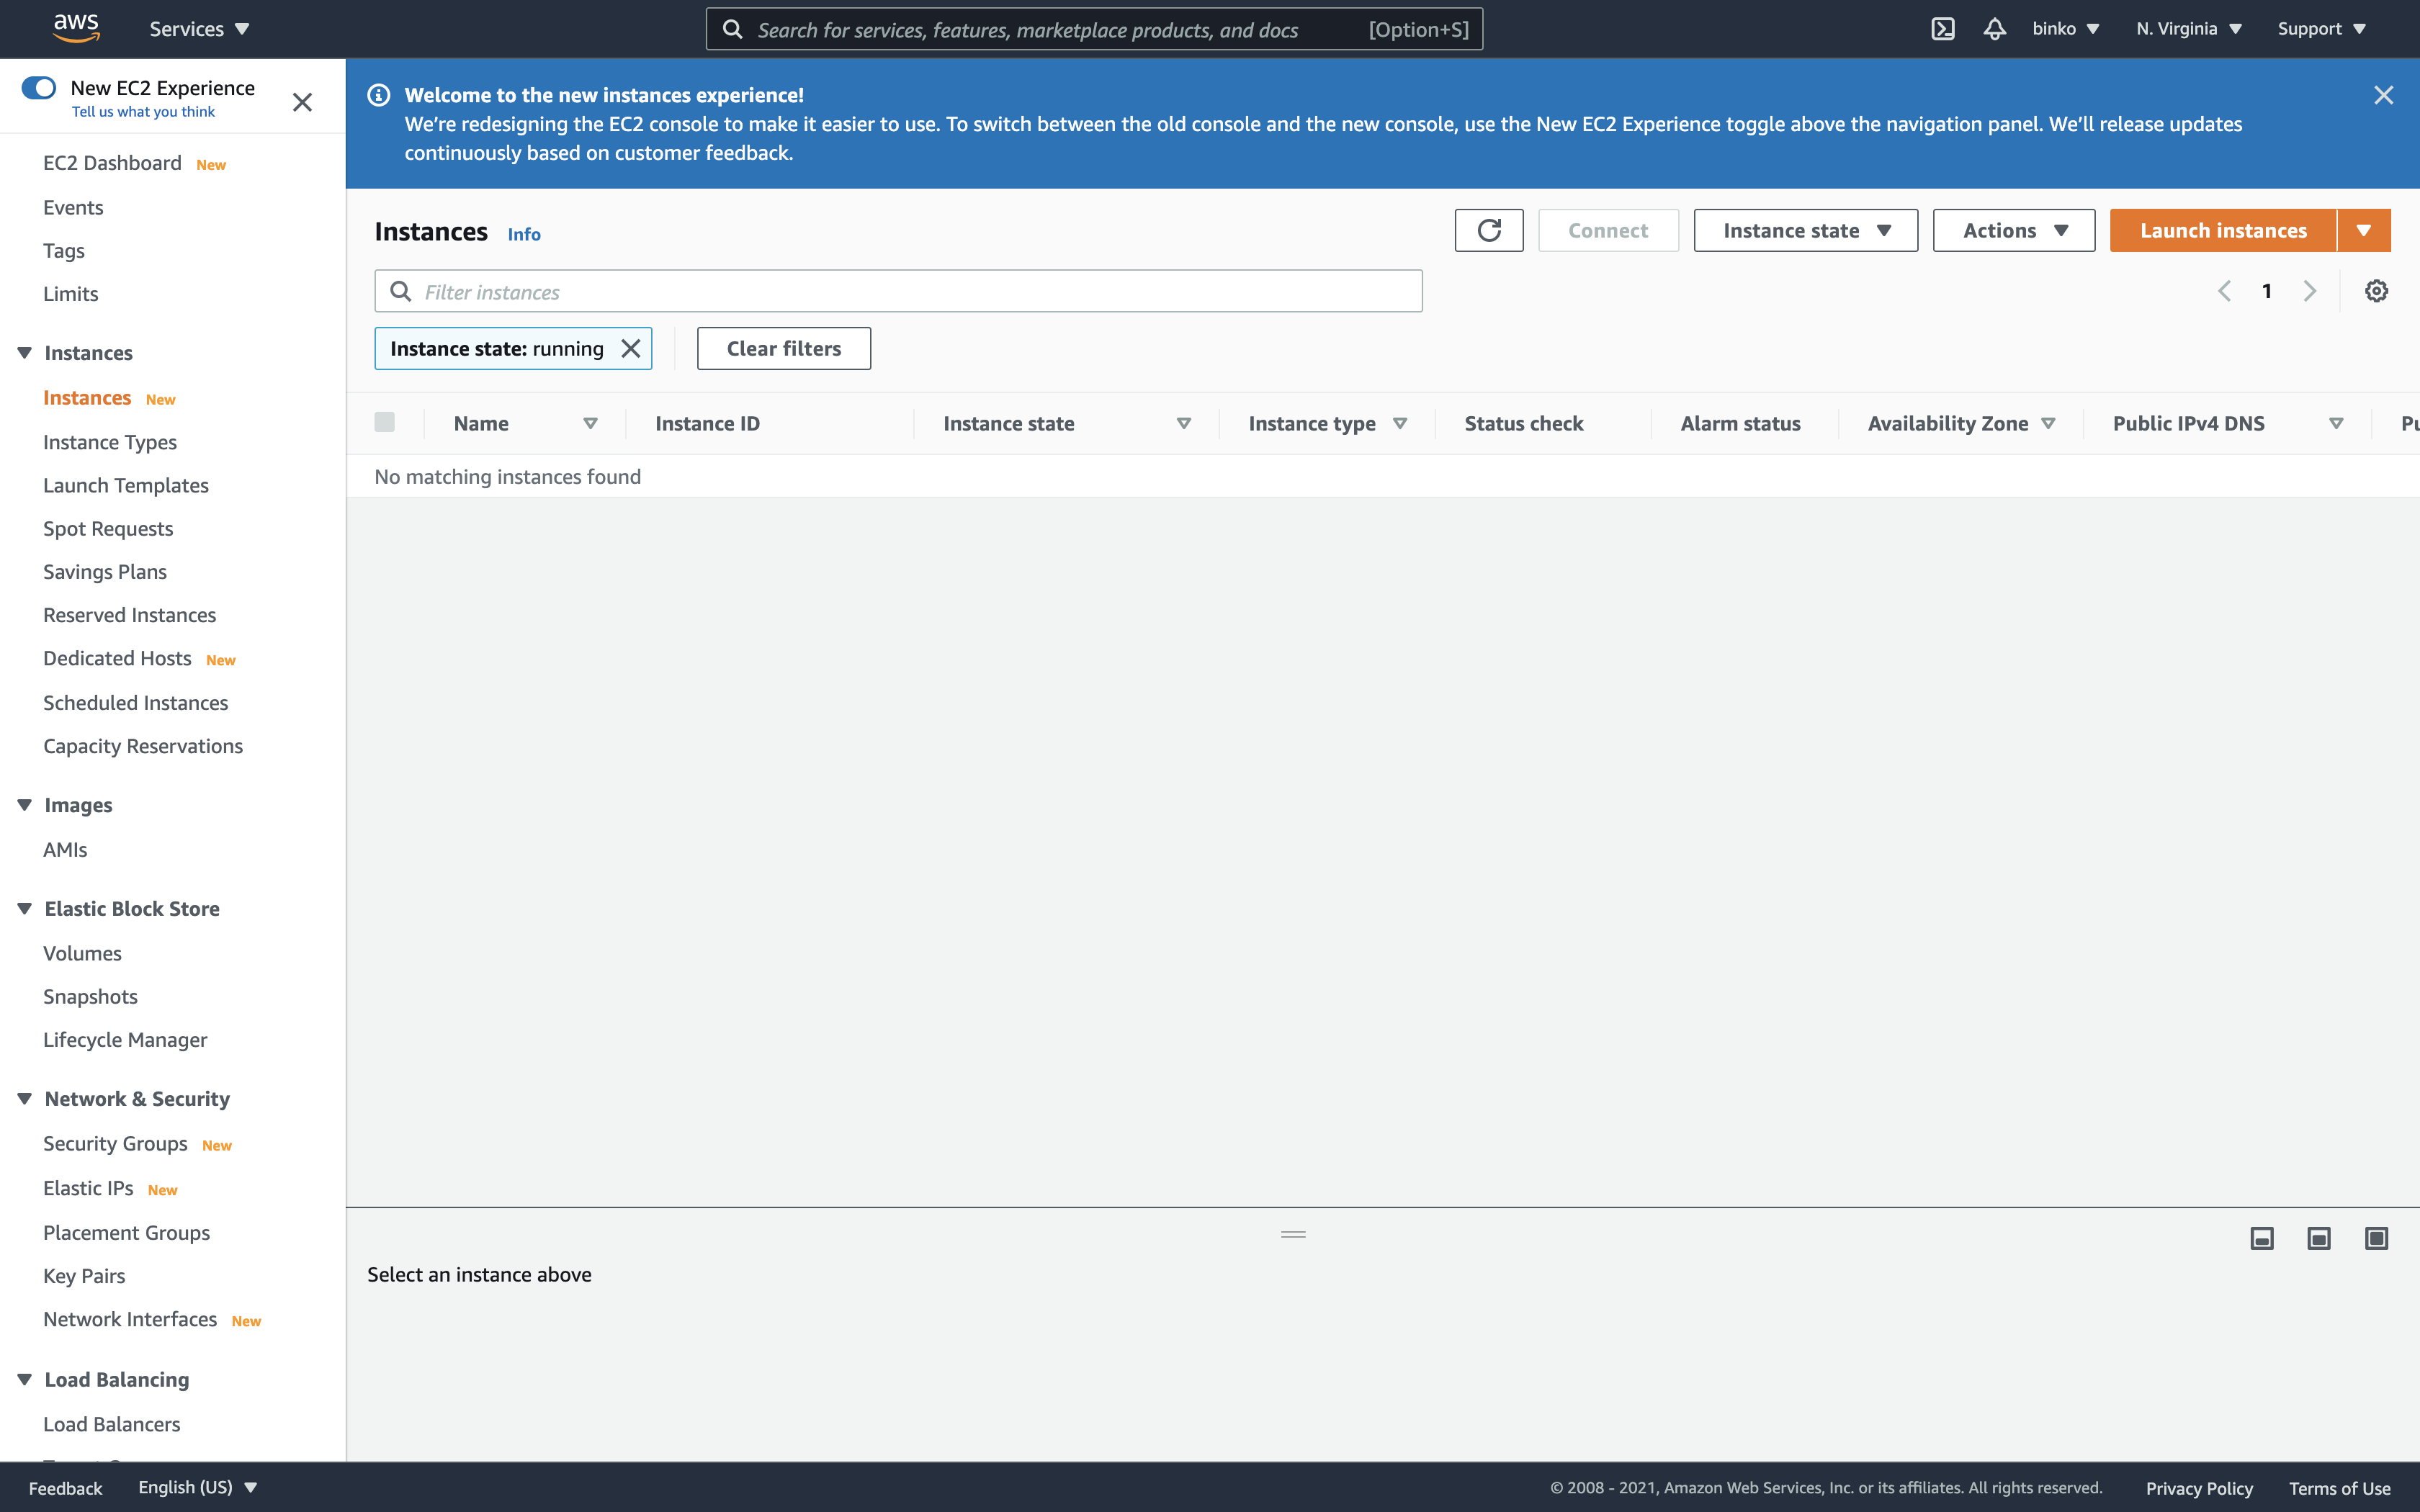 aws
Services
Search for services, features, marketplace products, and docs [Option+S]
binko
N. Virginia
Support
New EC2 Experience
Tell us what you think
EC2 Dashboard New
Events
Tags
Limits
Instances
Instances New
Instance Types
Launch Templates
Spot Requests
Savings Plans
Reserved Instances
Dedicated Hosts New
Scheduled Instances
Capacity Reservations
Images
AMIs
Elastic Block Store
Volumes
Snapshots
Lifecycle Manager
Network & Security
Security Groups New
Elastic IPs New
Placement Groups
Key Pairs
Network Interfaces New
Load Balancing
Load Balancers
Welcome to the new instances experience!
We're redesigning the EC2 console to make it easier to use. To switch between the old console and the new console, use the New EC2 Experience toggle above the navigation panel. We'll release updates
continuously based on customer feedback.
Instances Info
Connect
Instance state
Actions
Launch instances
Filter instances
1
Instance state: running
Clear filters
Name Instance ID Instance state Instance type Status check Alarm status Availability Zone Public IPv4 DNS
No matching instances found
Select an instance above
Feedback
English (US)
© 2008 - 2021, Amazon Web Services, Inc. or its affiliates. All rights reserved.
Privacy Policy
Terms of Use